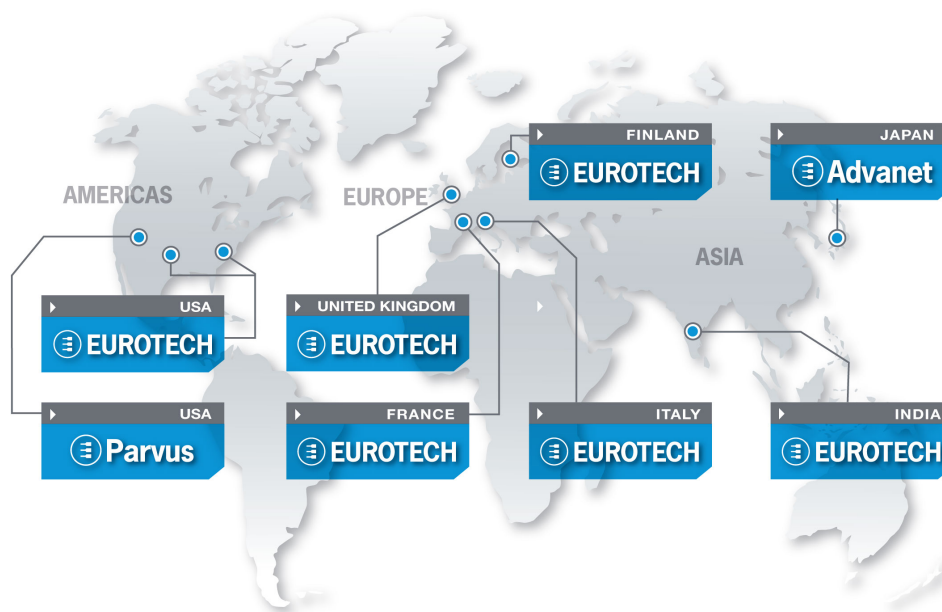 FINLAND
EUROTECH
JAPAN
Advanet
AMERICAS
EUROPE
ASIA
USA
EUROTECH
UNITED KINGDOM
EUROTECH
USA
Parvus
FRANCE
EUROTECH
ITALY
EUROTECH
INDIA
EUROTECH